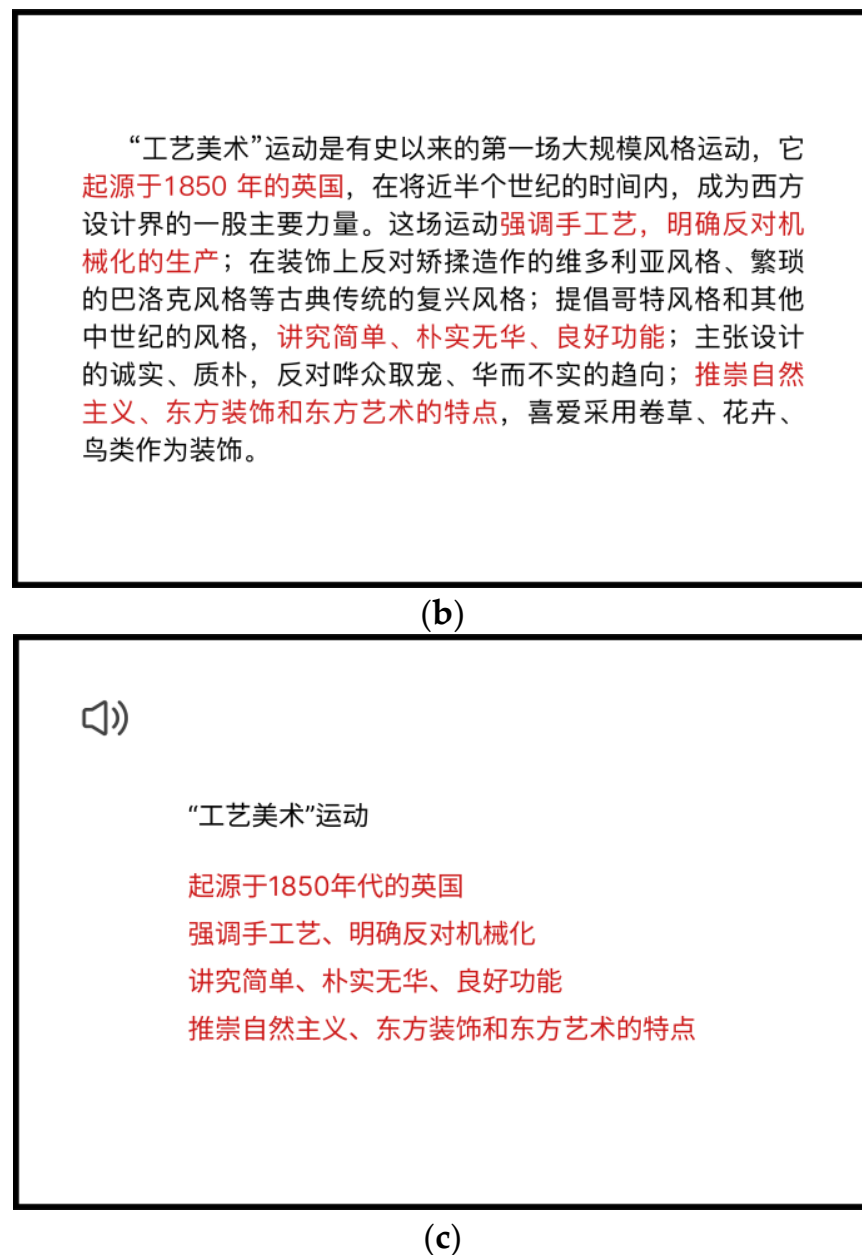 “工艺美术”运动是有史以来的第一场大规模风格运动，它
起源于1850 年的英国，在将近半个世纪的时间内，成为西方
设计界的一股主要力量。这场运动强调手工艺，明确反对机
械化的生产；在装饰上反对矫揉造作的维多利亚风格、繁琐
的巴洛克风格等古典传统的复兴风格；提倡哥特风格和其他
中世纪的风格，讲究简单、朴实无华、良好功能；主张设计
的诚实、质朴，反对哗众取宠、华而不实的趋向；推崇自然
主义、东方装饰和东方艺术的特点，喜爱采用卷草、花卉、
鸟类作为装饰。
(b)
“工艺美术”运动
起源于1850年代的英国
强调手工艺、明确反对机械化
讲究简单、朴实无华、良好功能
推崇自然主义、东方装饰和东方艺术的特点
(c)